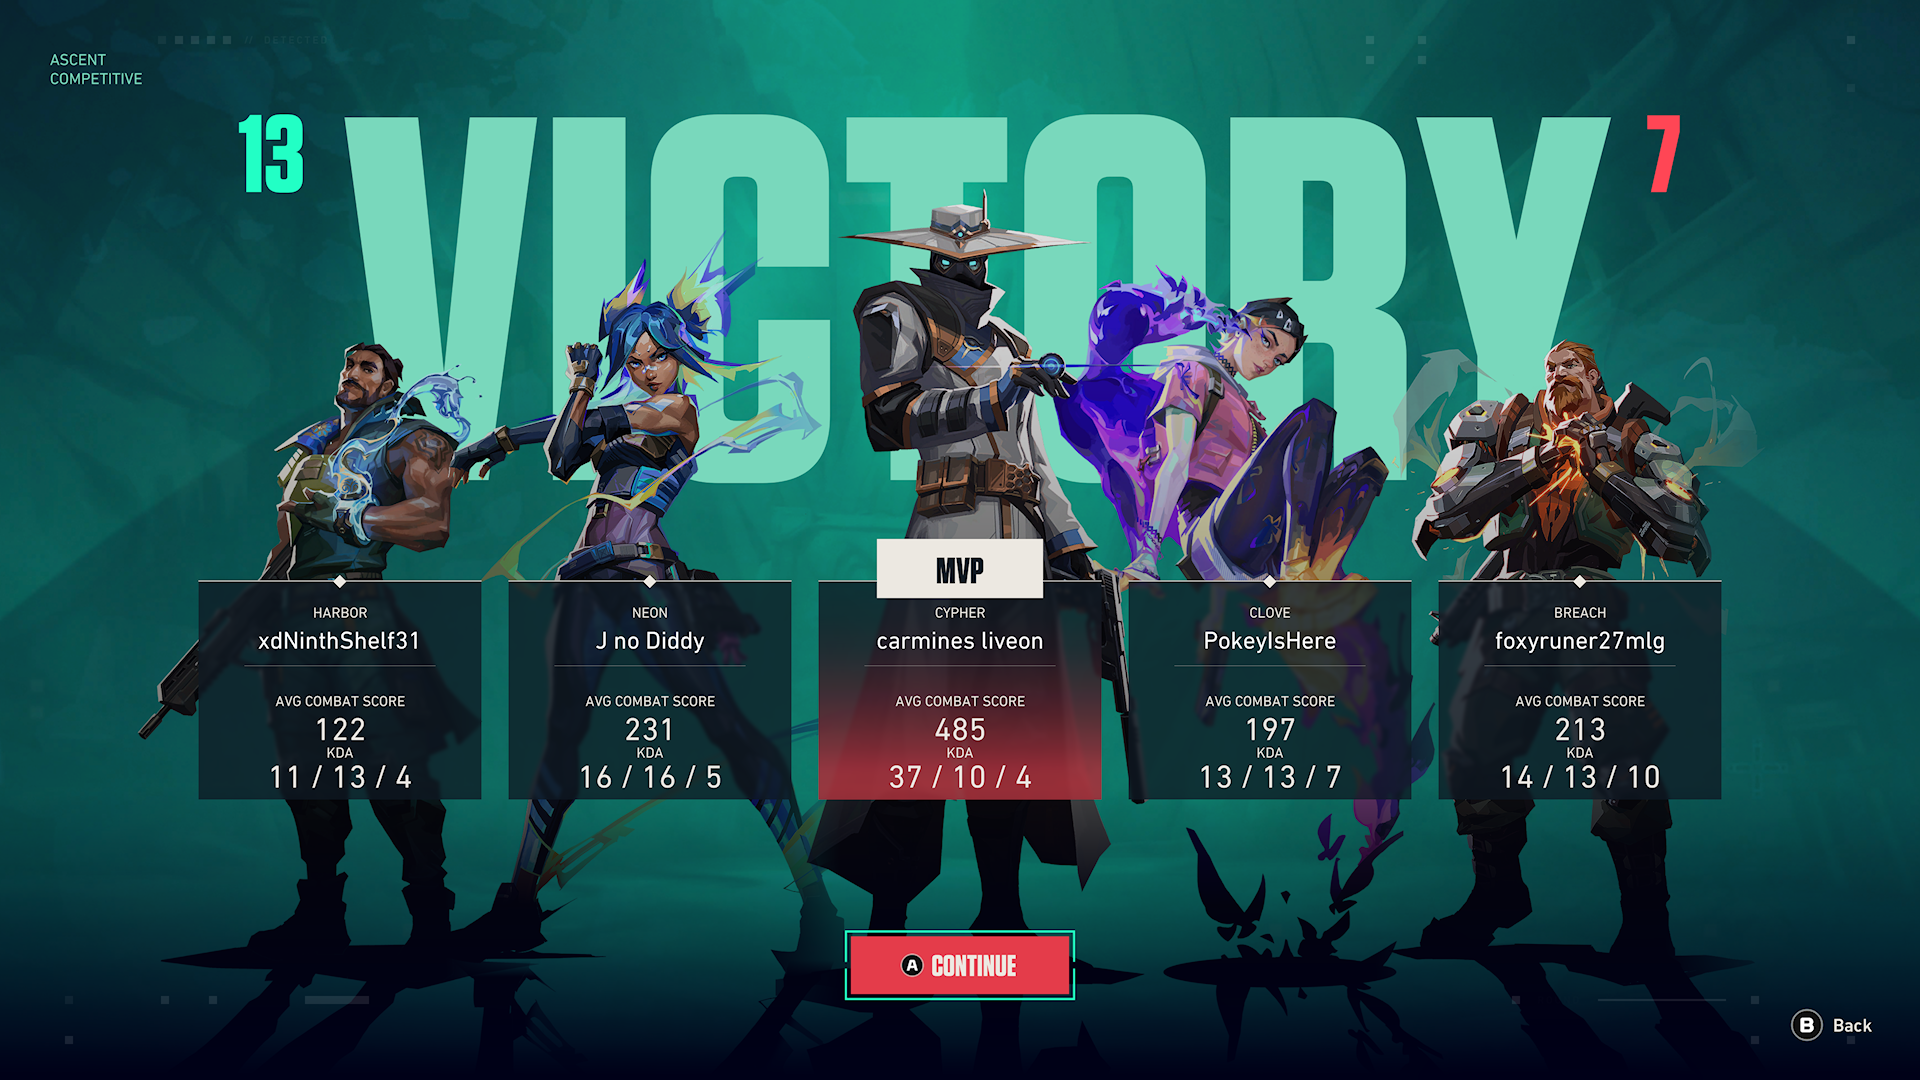 // DEFECTED
ASCENT
COMPETITIVE
13
VICTORY
7
MVP
HARBOR
xdNinthShelf31
AVG COMBAT SCORE
122
KDA
11 / 13 / 4
NEON
J no Diddy
AVG COMBAT SCORE
231
KDA
16 / 16 / 5
CYPHER
carmines liveon
AVG COMBAT SCORE
485
KDA
37 / 10 / 4
CLOVE
PokeyIsHere
AVG COMBAT SCORE
197
KDA
13 / 13 / 7
BREACH
foxyruner27mlg
AVG COMBAT SCORE
213
KDA
14 / 13 / 10
A CONTINUE
B Back